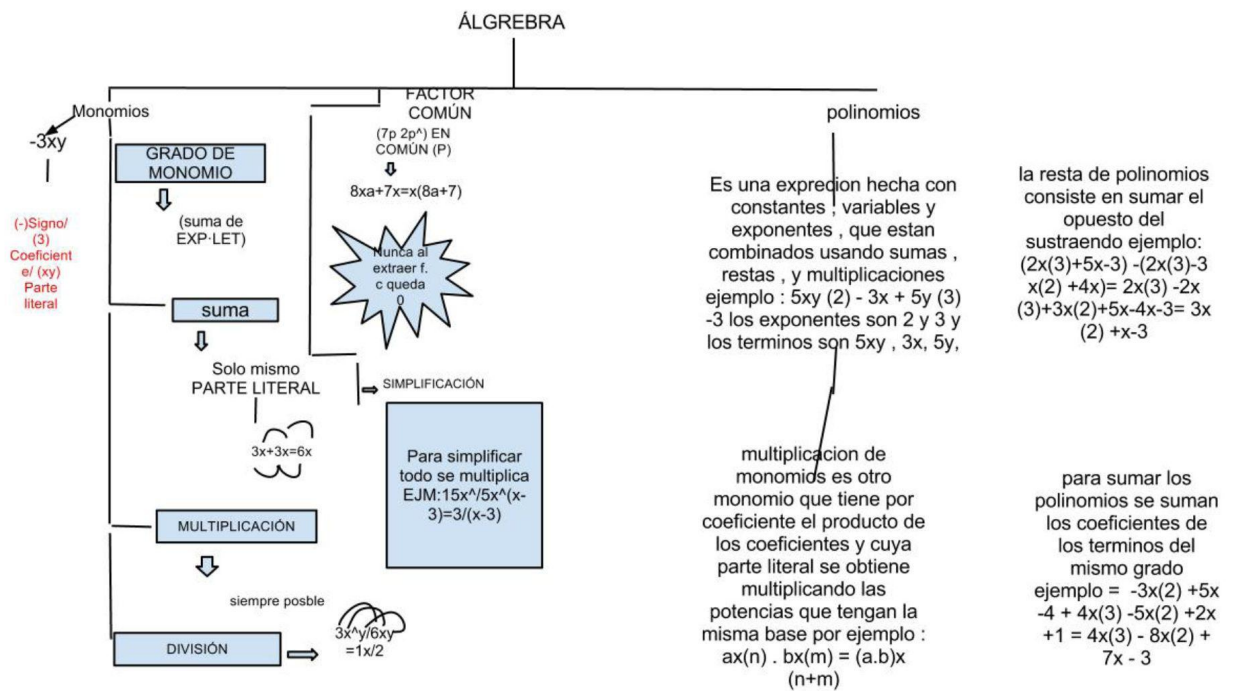 ÁLGREBRA
Monomios
-3xy
(-)Signo/
(3)
Coeficient
e/ (xy)
Parte
literal
GRADO DE
MONOMIO
(suma de
EXP·LET)
suma
Solo mismo
PARTE LITERAL
3x+3x=6x
MULTIPLICACIÓN
siempre posble
DIVISIÓN
3x^y/6xy
=1x/2
FACTOR
COMÚN
(7p 2p^) EN
COMÚN (P)
8xa+7x=x(8a+7)
Nunca al
extraer f.
c queda
0
SIMPLIFICACIÓN
Para simplificar
todo se multiplica
EJM:15x^/5x^(x-
3)=3/(x-3)
polinomios
Es una exprecion hecha con
constantes , variables y
exponentes , que estan
combinados usando sumas ,
restas , y multiplicaciones
ejemplo : 5xy (2) - 3x + 5y (3)
-3 los exponentes son 2 y 3 y
los terminos son 5xy , 3x, 5y,
multiplicacion de
monomios es otro
monomio que tiene por
coeficiente el producto de
los coeficientes y cuya
parte literal se obtiene
multiplicando las
potencias que tengan la
misma base por ejemplo :
ax(n) . bx(m) = (a.b)x
(n+m)
la resta de polinomios
consiste en sumar el
opuesto del
sustraendo ejemplo:
(2x(3)+5x-3) -(2x(3)-3
x(2) +4x)= 2x(3) -2x
(3)+3x(2)+5x-4x-3= 3x
(2) +x-3
para sumar los
polinomios se suman
los coeficientes de
los terminos del
mismo grado
ejemplo = -3x(2) +5x
-4 + 4x(3) -5x(2) +2x
+1 = 4x(3) - 8x(2) +
7x - 3